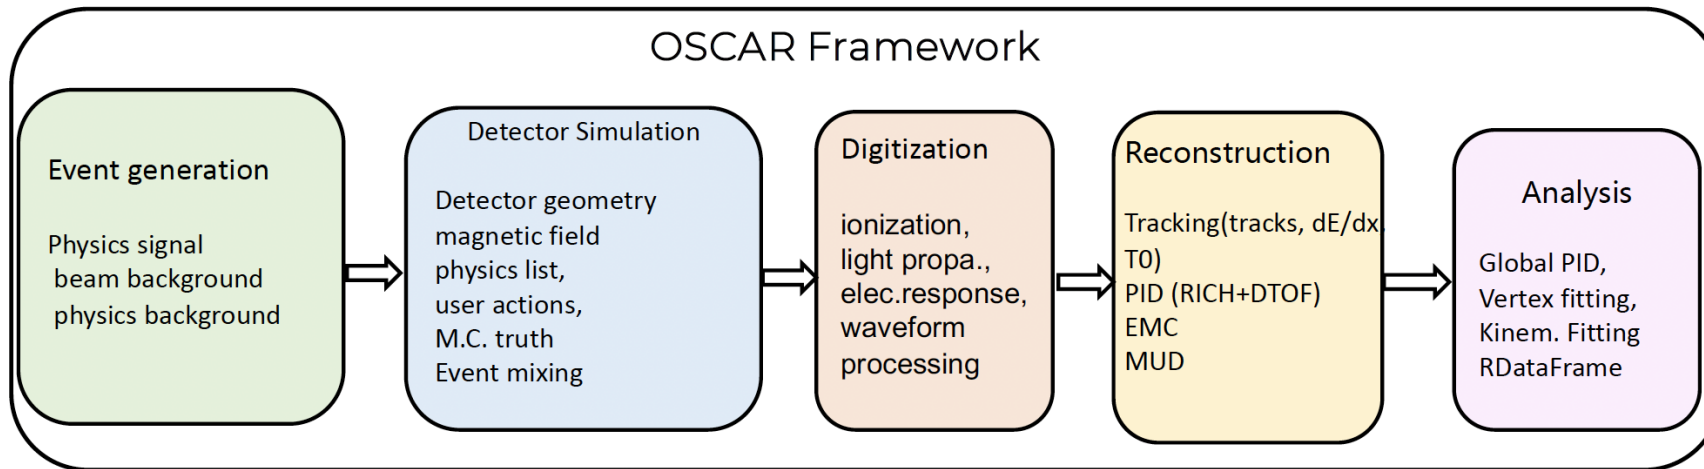 OSCAR Framework
Event generation
Physics signal
beam background
physics background
Detector Simulation
Detector geometry
magnetic field
physics list,
user actions,
M.C. truth
Event mixing
Digitization
ionization,
light propa.,
elec.response,
waveform
processing
Reconstruction
Tracking(tracks, dE/dx.
T0)
PID (RICH+DTOF)
EMC
MUD
Analysis
Global PID,
Vertex fitting,
Kinem. Fitting
RDataFrame